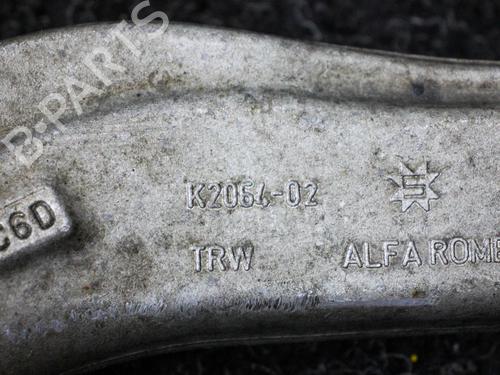 B-PARTS
K2064-02
C6D
TRW ALFA ROME